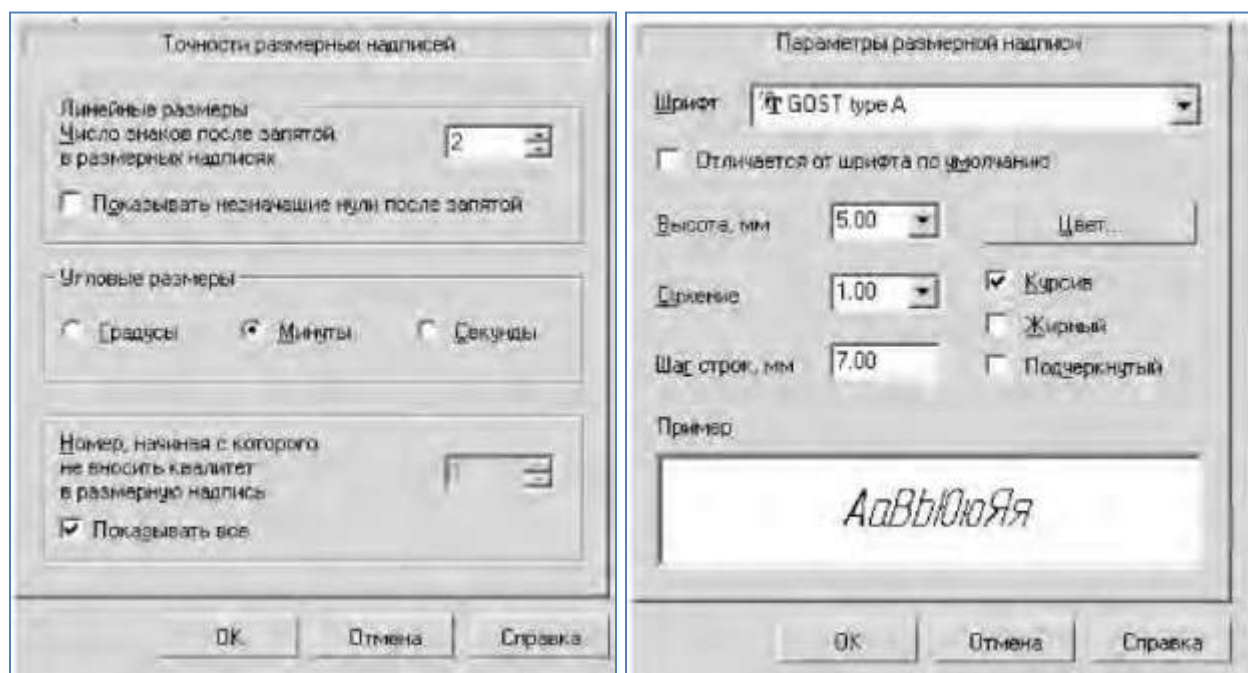 Точности размерных надписей
Линейные размеры
Число знаков после запятой
в размерных надписях
2
Показывать незначащие нули после запятой
Угловые размеры
Градусы
Минуты
Секунды
Номер, начиная с которого
не вносить квалитет
в размерную надпись
Показывать все
OK
Отмена
Справка
Параметры размерной надписи
Шрифт
GOST type A
Отличается от шрифта по умолчанию
Высота, мм
5.00
Цвет...
Сужение
1.00
Курсив
Жирный
Шаг строк, мм
7.00
Подчеркнутый
Пример
АаВbЮюЯя
OK
Отмена
Справка